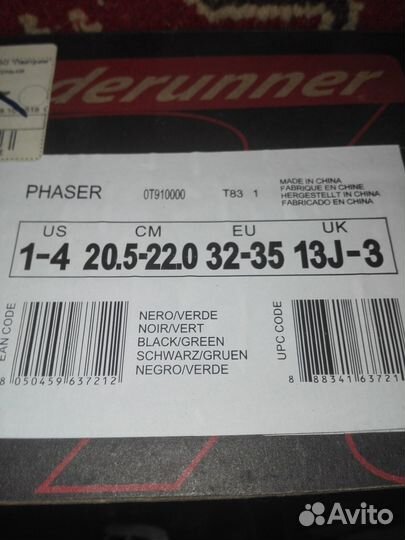 derunner
PHASER 0T910000 T83 1
MADE IN CHINA
FABRIQUE EN CHINE
HERGESTELLT IN CHINA
FABRICADO EN CHINA
US CM EU UK
1-4 20.5-22.0 32-35 13J-3
EAN CODE
8 050459 637212
NERO/VERDE
NOIR/VERT
BLACK/GREEN
SCHWARZ/GRUEN
NEGRO/VERDE
UPC CODE
8 88341 63721
Avito